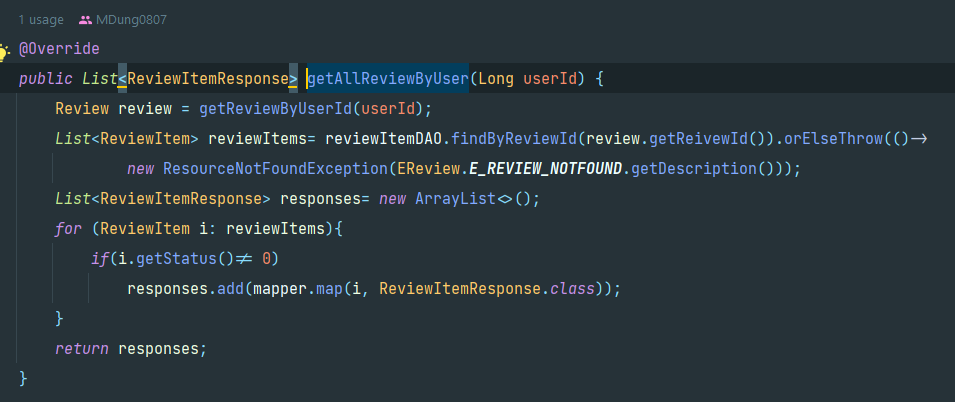 1 usage MDung0807
@Override
public List<ReviewItemResponse> getAllReviewByUser(Long userId) {
Review review = getReviewByUserId(userId);
List<ReviewItem> reviewItems= reviewItemDAO.findByReviewId(review.getReivewId()).orElseThrow(()->
new ResourceNotFoundException(EReview.E_REVIEW_NOTFOUND.getDescription()));
List<ReviewItemResponse> responses= new ArrayList<>();
for (ReviewItem i: reviewItems){
if(i.getStatus()!= 0)
responses.add(mapper.map(i, ReviewItemResponse.class));
}
return responses;
}